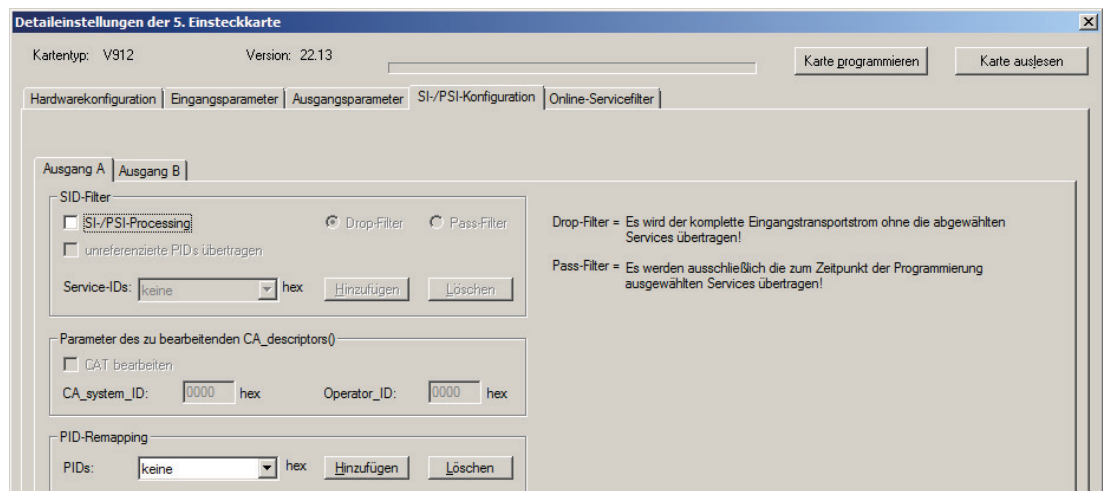 Detaileinstellungen der 5. Einsteckkarte
Kartentyp: V912 Version: 22.13 Karte programmieren Karte auslesen
Hardwarekonfiguration Eingangsparameter Ausgangsparameter SI-/PSI-Konfiguration Online-Servicefilter
Ausgang A Ausgang B
SID-Filter
SI-/PSI-Processing Drop-Filter Pass-Filter
unreferenzierte PIDs übertragen
Service-IDs: keine hex Hinzufügen Löschen
Drop-Filter = Es wird der komplette Eingangstransportstrom ohne die abgewählten
Services übertragen!
Pass-Filter = Es werden ausschließlich die zum Zeitpunkt der Programmierung
ausgewählten Services übertragen!
Parameter des zu bearbeitenden CA_descriptors()
CAT bearbeiten
CA_system_ID: 0000 hex Operator_ID: 0000 hex
PID-Remapping
PIDs: keine hex Hinzufügen Löschen